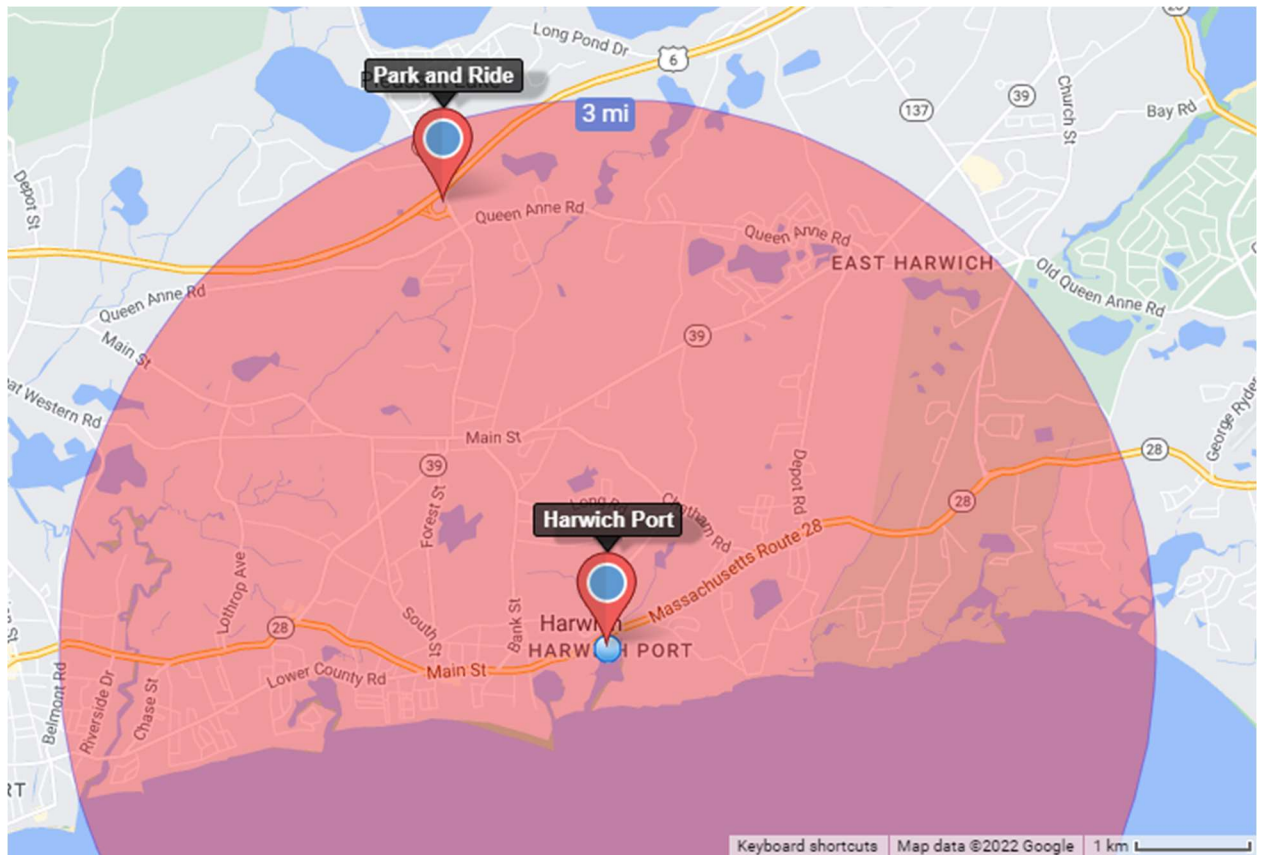 28
Long Pond Dr
6
Park and Ride
3 mi
137
39
Church St
Bay Rd
Depot St
Queen Anne Rd
Queen Anne Rd
EAST HARWICH
Old Queen Anne Rd
Queen Anne Rd
Main St
39
Western Rd
Main St
39
28
George Ryder
Forest St
Depot Rd
28
Harwich Port
Chatham Rd
Massachusetts Route 28
Lothrop Ave
28
South St
Bank St
HARWICH PORT
Main St
Lower County Rd
Belmont Rd
Riverside Dr
Chase St
RT
Keyboard shortcuts
Map data ©2022 Google
1 km